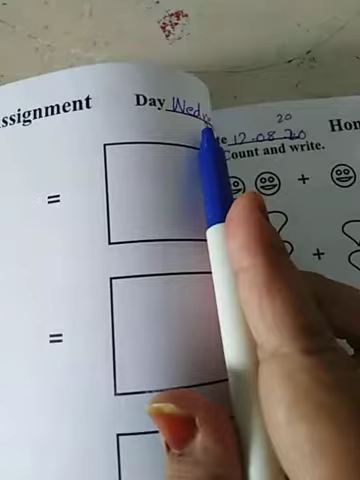 ssignment Day Wed
20
te 12.08.20 Hon
Count and write.
= +
+
=